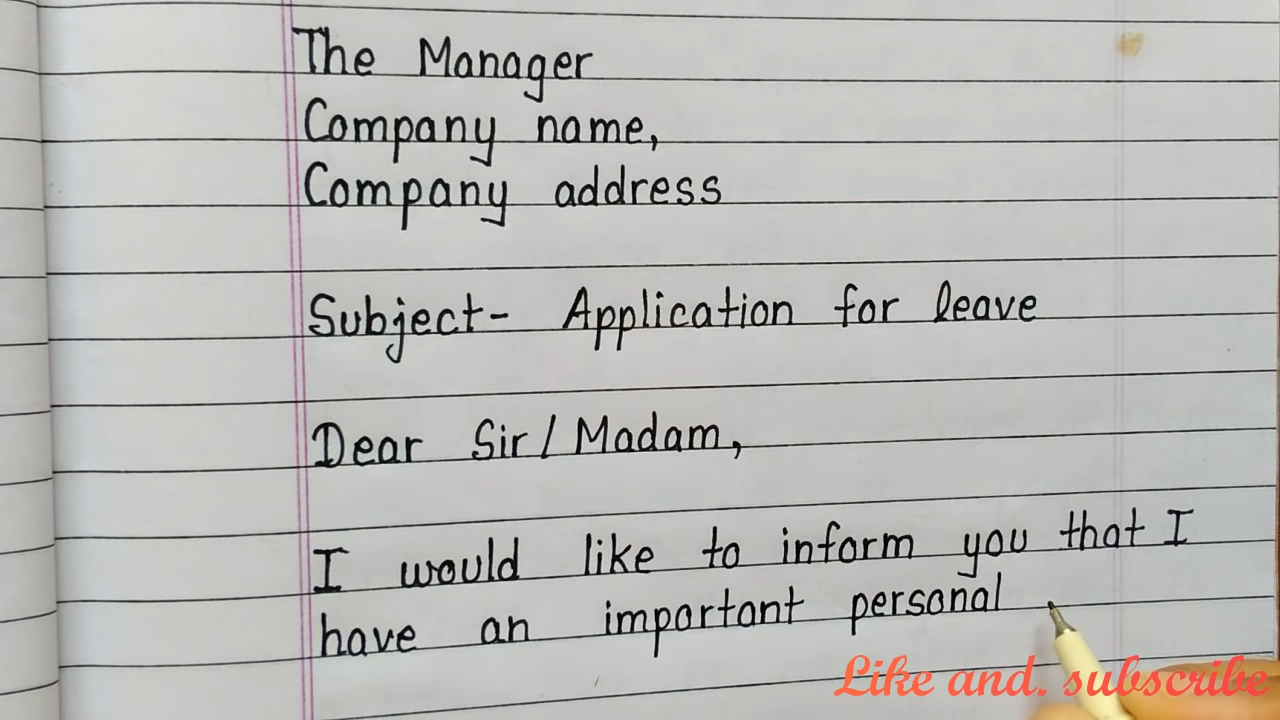 The Manager
Company name,
Company address
Subject- Application for leave
Dear Sir/Madam,
I would like to inform you that I
have an important personal
Like and. subscribe